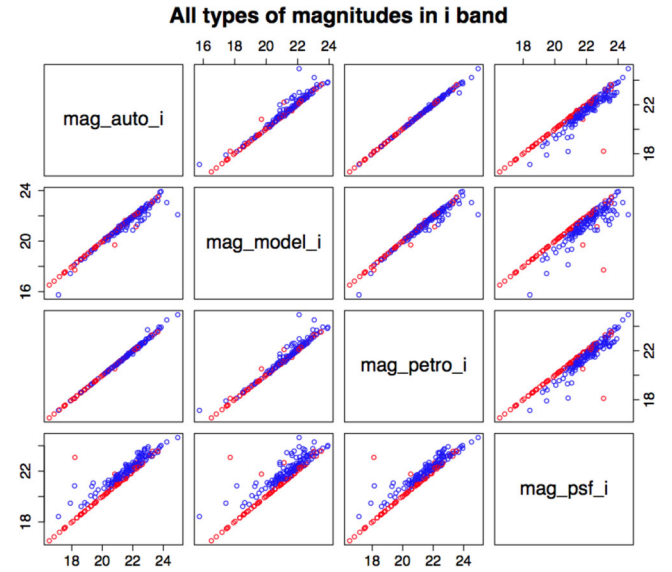 All types of magnitudes in i band
16 18 20 22 24
18 20 22 24
mag_auto_i
18 22
16 20 24
mag_model_i
mag_petro_i
18 22
18 22
mag_psf_i
18 20 22 24
18 20 22 24